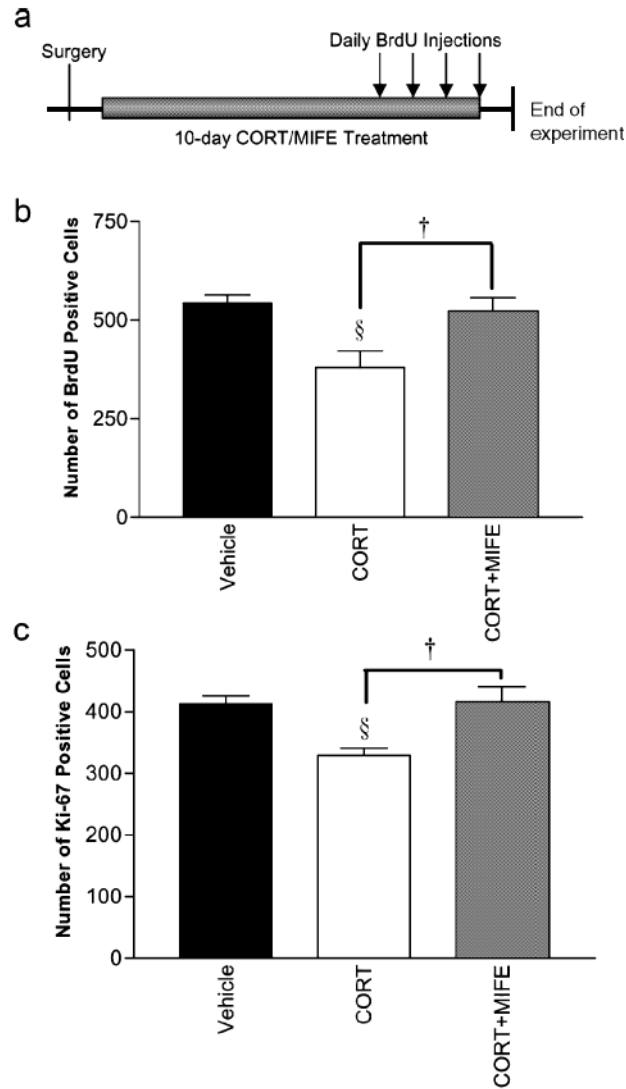 a
Surgery
Daily BrdU Injections
10-day CORT/MIFE Treatment
End of
experiment
b
Number of BrdU Positive Cells
750
500
250
0
†
§
Vehicle
CORT
CORT+MIFE
c
Number of Ki-67 Positive Cells
500
400
300
200
100
0
†
§
Vehicle
CORT
CORT+MIFE